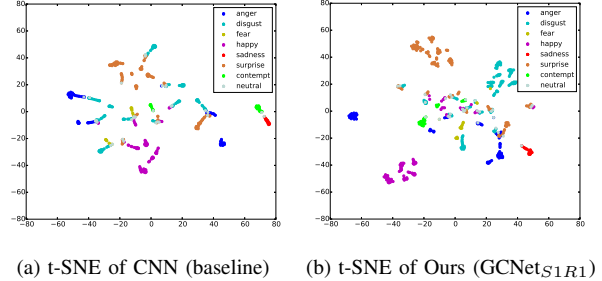 80
60
40
20
0
−20
−40
−60
−80
−80 −60 −40 −20 0 20 40 60 80
anger
disgust
fear
happy
sadness
surprise
contempt
neutral
(a) t-SNE of CNN (baseline)
80
60
40
20
0
−20
−40
−60
−80
−80 −60 −40 −20 0 20 40 60 80
anger
disgust
fear
happy
sadness
surprise
contempt
neutral
(b) t-SNE of Ours (GCNetS1R1)